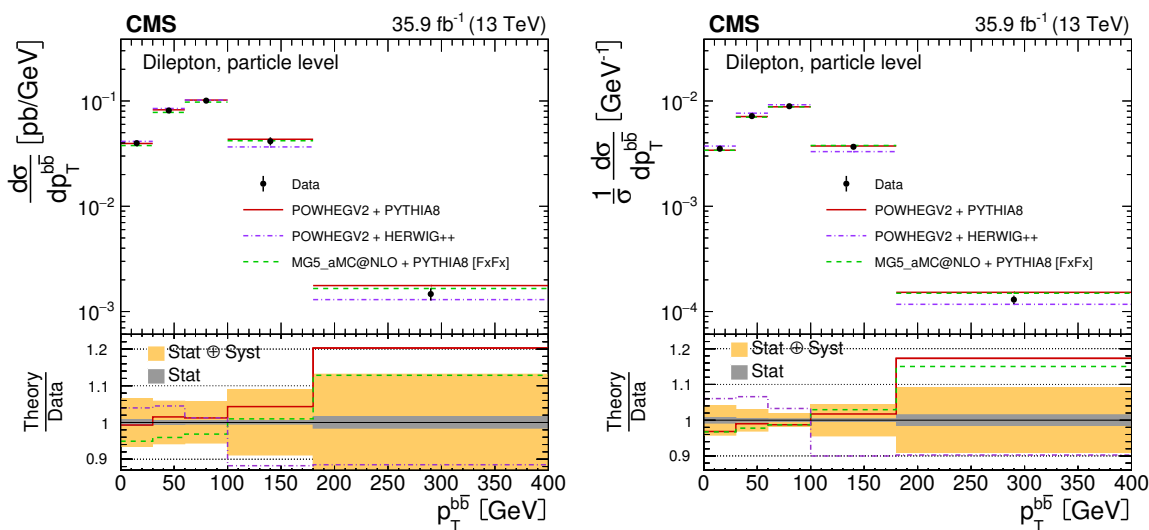 CMS 35.9 fb⁻¹ (13 TeV)
Dilepton, particle level
dσ/dp_T^{bb̄} [pb/GeV]
10⁻¹
10⁻²
10⁻³
Data
POWHEGV2 + PYTHIA8
POWHEGV2 + HERWIG++
MG5_aMC@NLO + PYTHIA8 [FxFx]
Theory
Data
1.2
1.1
1
0.9
Stat ⊕ Syst
Stat
0 50 100 150 200 250 300 350 400
p_T^{bb̄} [GeV]
CMS 35.9 fb⁻¹ (13 TeV)
Dilepton, particle level
1/σ dσ/dp_T^{bb̄} [GeV⁻¹]
10⁻²
10⁻³
10⁻⁴
Data
POWHEGV2 + PYTHIA8
POWHEGV2 + HERWIG++
MG5_aMC@NLO + PYTHIA8 [FxFx]
Theory
Data
1.2
1.1
1
0.9
Stat ⊕ Syst
Stat
0 50 100 150 200 250 300 350 400
p_T^{bb̄} [GeV]